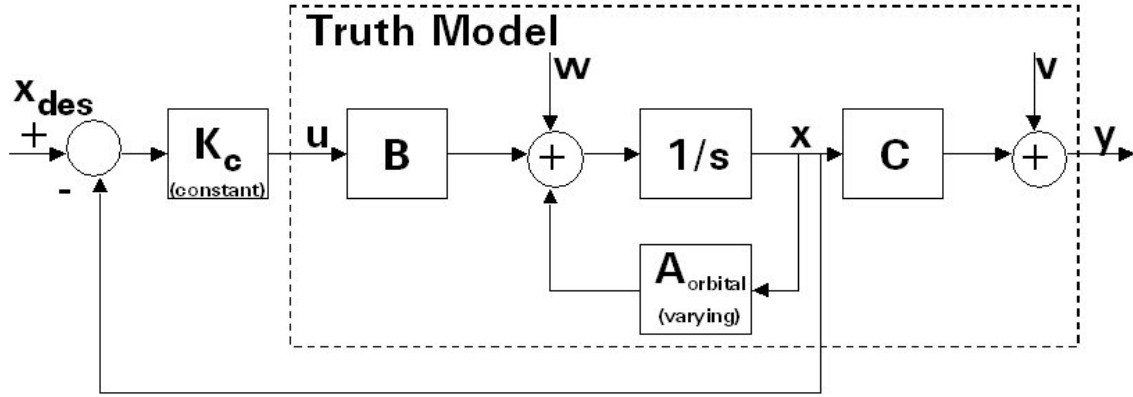 Truth Model
w
v
x_des
+
-
K_c
(constant)
u
B
+
1/s
x
C
+
y
A_orbital
(varying)